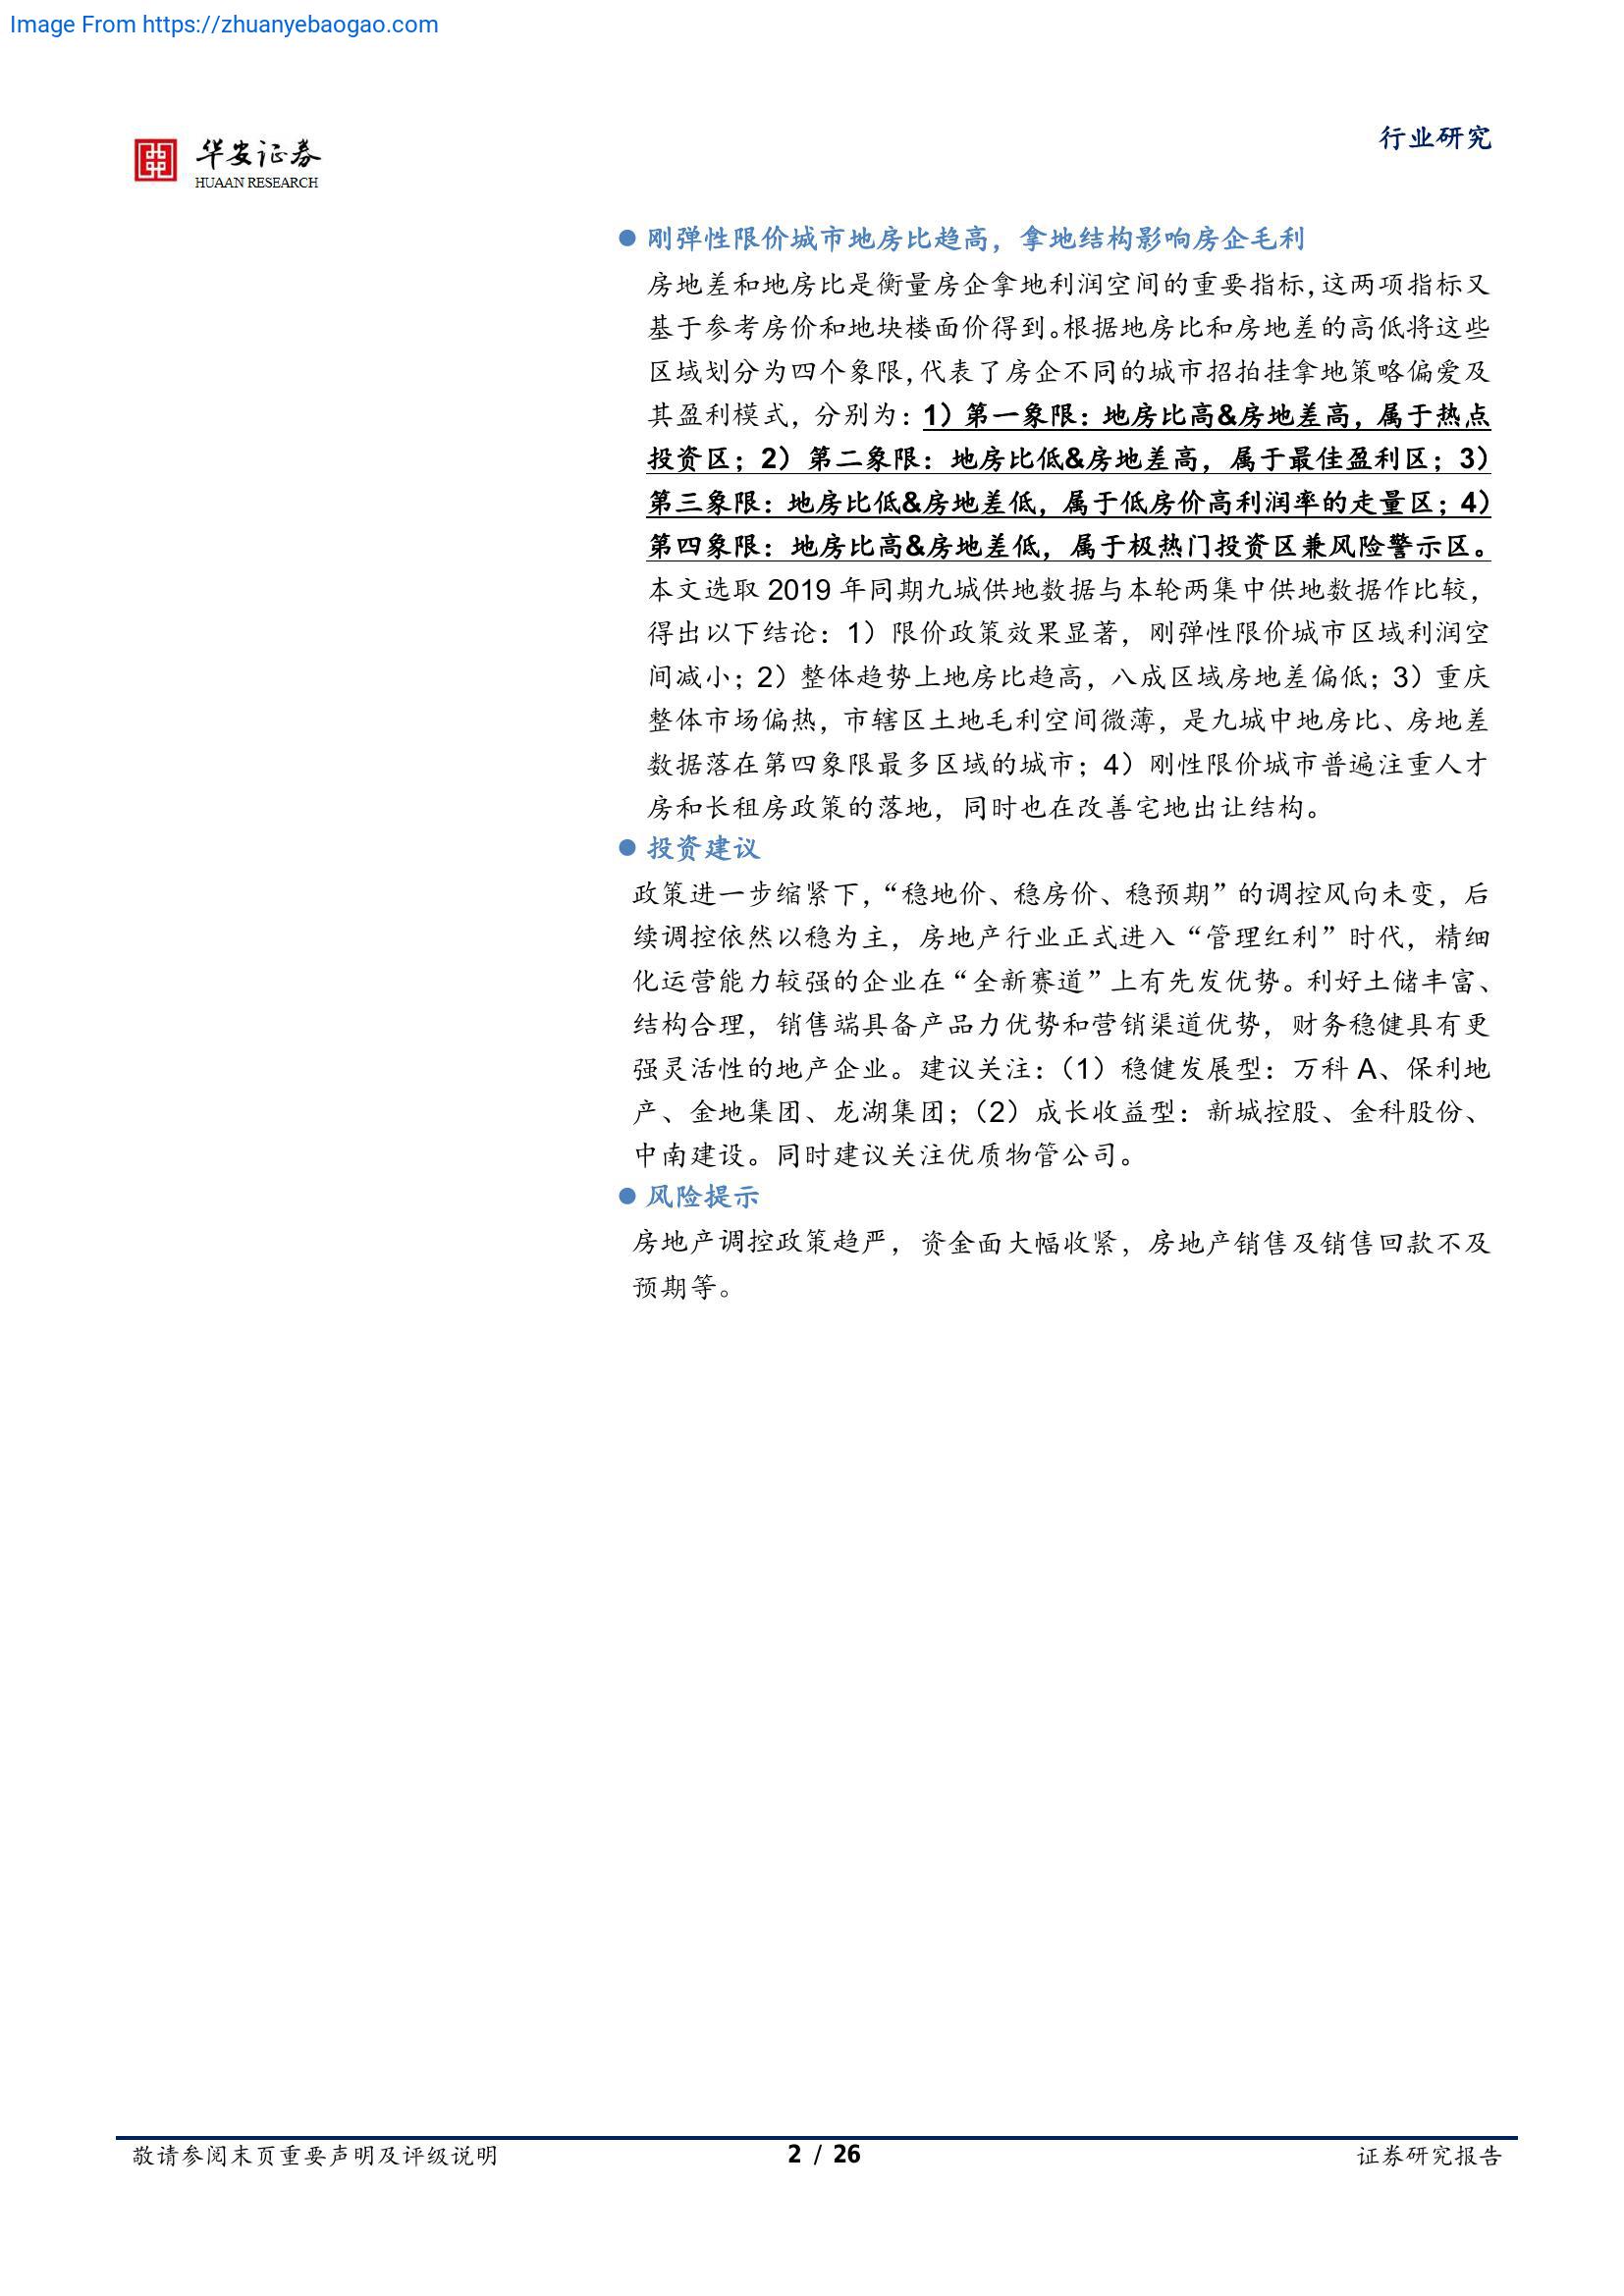 Image From https://zhuanyebaogao.com
华安证券
HUAAN RESEARCH
行业研究
刚弹性限价城市地房比趋高，拿地结构影响房企毛利
房地差和地房比是衡量房企拿地利润空间的重要指标，这两项指标又
基于参考房价和地块楼面价得到。根据地房比和房地差的高低将这些
区域划分为四个象限，代表了房企不同的城市招拍挂拿地策略偏爱及
其盈利模式，分别为：1）第一象限：地房比高&房地差高，属于热点
投资区；2）第二象限：地房比低&房地差高，属于最佳盈利区；3）
第三象限：地房比低&房地差低，属于低房价高利润率的走量区；4）
第四象限：地房比高&房地差低，属于极热门投资区兼风险警示区。
本文选取 2019 年同期九城供地数据与本轮两集中供地数据作比较，
得出以下结论：1）限价政策效果显著，刚弹性限价城市区域利润空
间减小；2）整体趋势上地房比趋高，八成区域房地差偏低；3）重庆
整体市场偏热，市辖区土地毛利空间微薄，是九城中地房比、房地差
数据落在第四象限最多区域的城市；4）刚性限价城市普遍注重人才
房和长租房政策的落地，同时也在改善宅地出让结构。
投资建议
政策进一步缩紧下，“稳地价、稳房价、稳预期”的调控风向未变，后
续调控依然以稳为主，房地产行业正式进入“管理红利”时代，精细
化运营能力较强的企业在“全新赛道”上有先发优势。利好土储丰富、
结构合理，销售端具备产品力优势和营销渠道优势，财务稳健具有更
强灵活性的地产企业。建议关注：（1）稳健发展型：万科 A、保利地
产、金地集团、龙湖集团；（2）成长收益型：新城控股、金科股份、
中南建设。同时建议关注优质物管公司。
风险提示
房地产调控政策趋严，资金面大幅收紧，房地产销售及销售回款不及
预期等。
敬请参阅末页重要声明及评级说明
2 / 26
证券研究报告